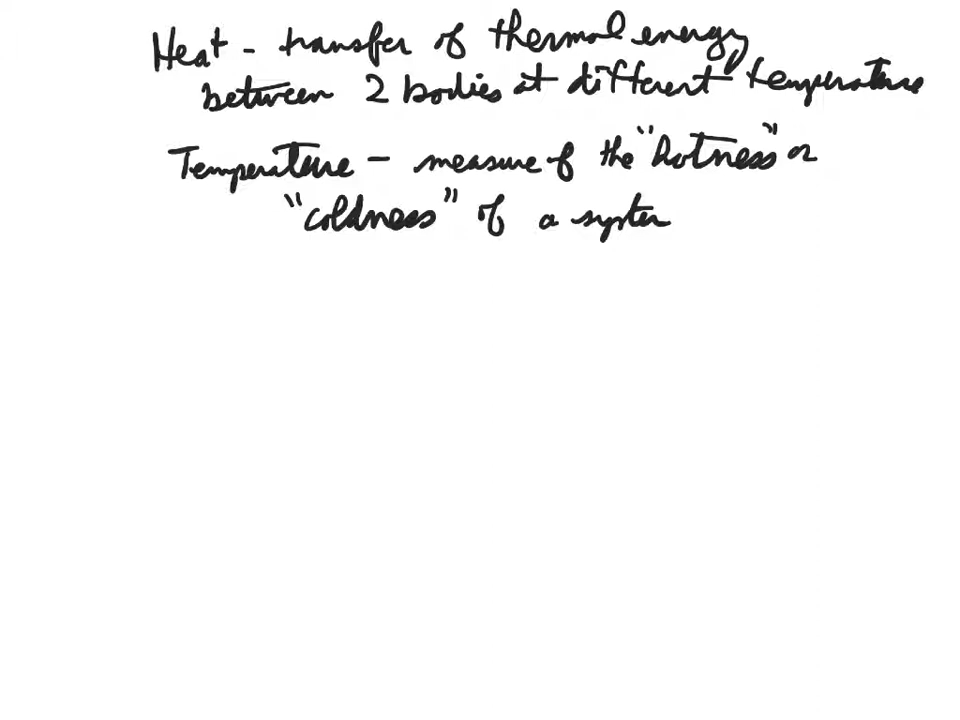 Heat - transfer of thermal energy
between 2 bodies at different temperature
Temperature - measure of the "hotness" or
"coldness" of a system